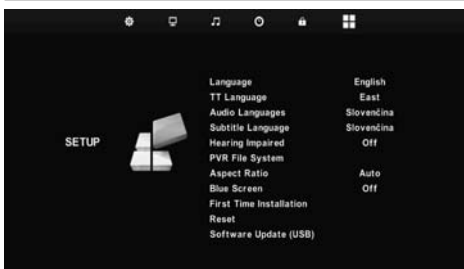 Language English
TT Language East
Audio Languages Slovenčina
Subtitle Language Slovenčina
SETUP
Hearing Impaired Off
PVR File System
Aspect Ratio Auto
Blue Screen Off
First Time Installation
Reset
Software Update (USB)